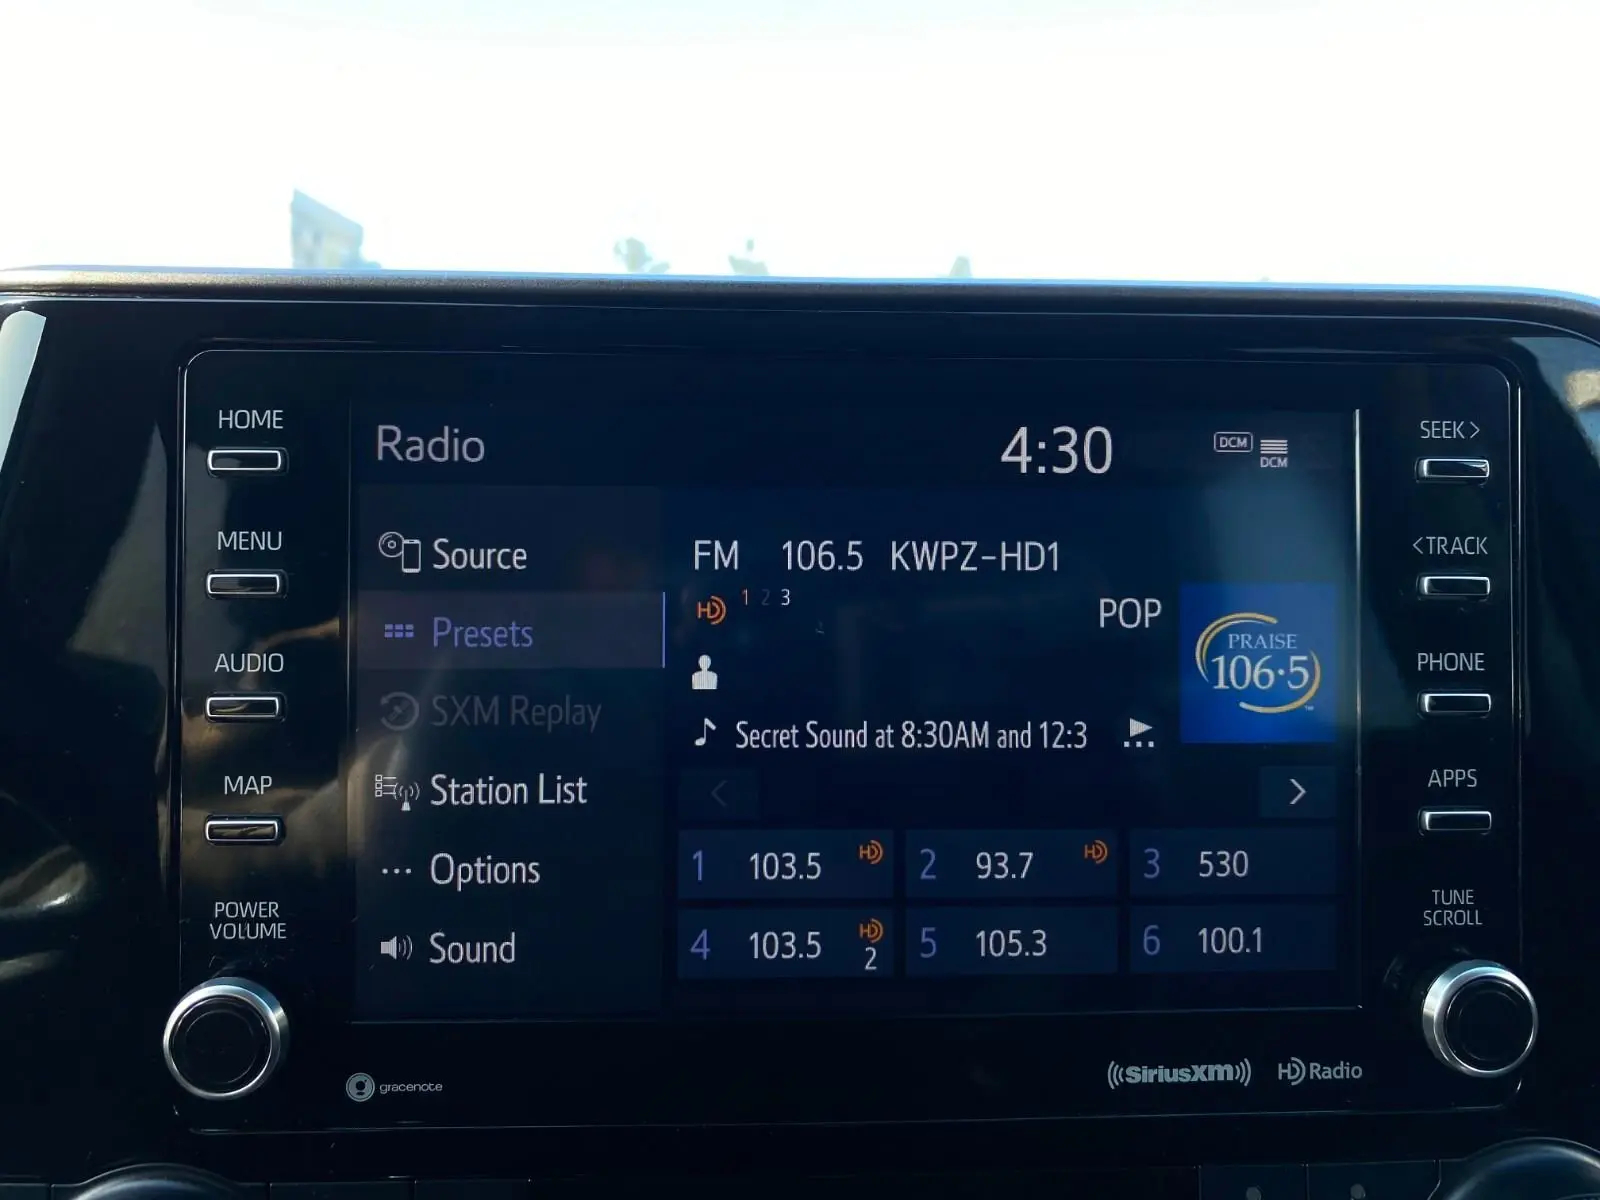 HOME
MENU
AUDIO
MAP
POWER
VOLUME
Radio
4:30
DCM
DCM
Source
Presets
SXM Replay
Station List
Options
Sound
FM 106.5 KWPZ-HD1
HD 1 2 3
POP
PRAISE
106·5
™
Secret Sound at 8:30AM and 12:3
1 103.5 HD
2 93.7 HD
3 530
4 103.5 HD 2
5 105.3
6 100.1
SEEK>
<TRACK
PHONE
APPS
TUNE
SCROLL
gracenote
SiriusXM
HD Radio